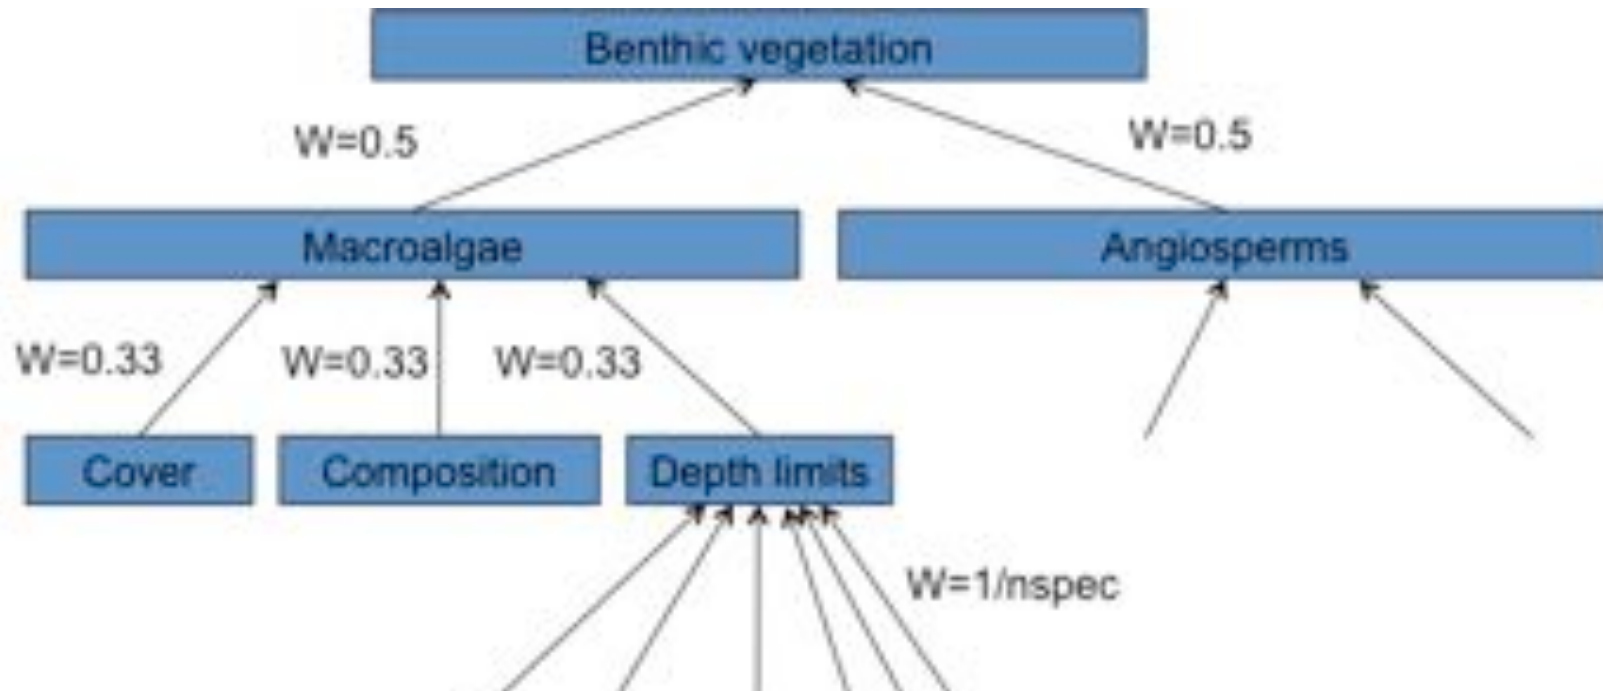 Benthic vegetation
W=0.5
W=0.5
Macroalgae
Angiosperms
W=0.33
W=0.33
W=0.33
Cover
Composition
Depth limits
W=1/nspec